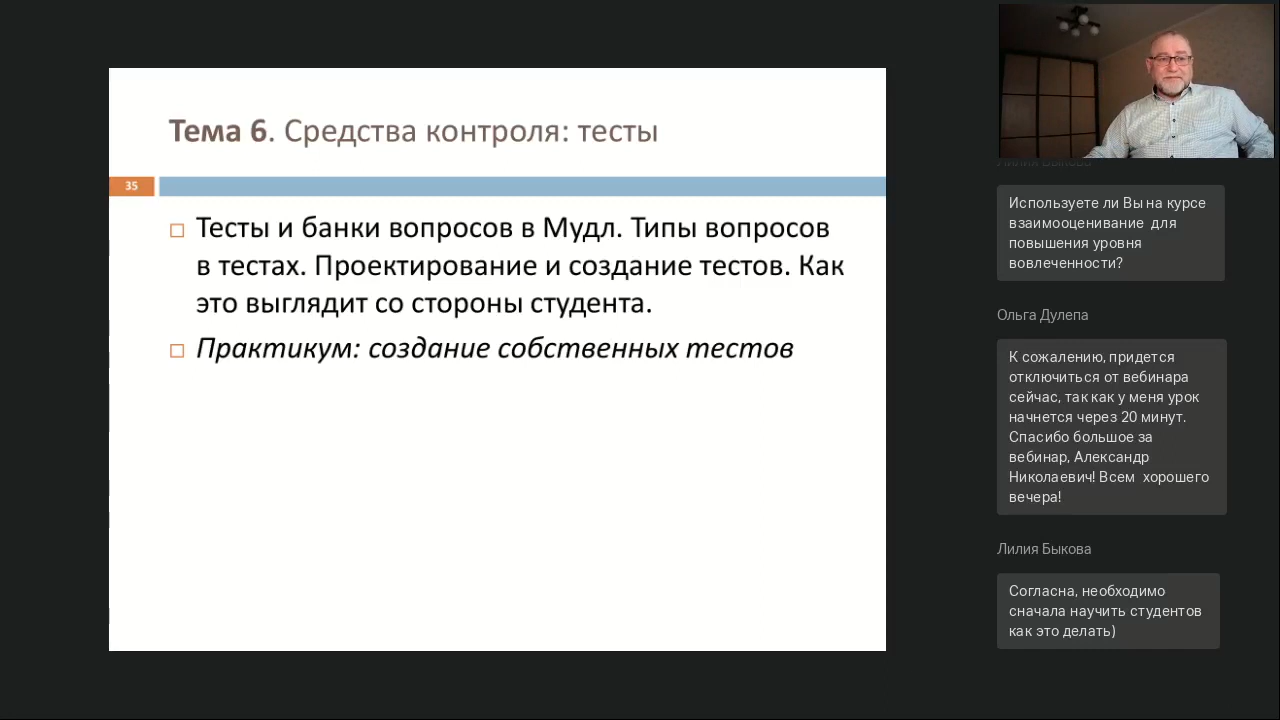 Тема 6. Средства контроля: тесты
35
Тесты и банки вопросов в Мудл. Типы вопросов
в тестах. Проектирование и создание тестов. Как
это выглядит со стороны студента.
Практикум: создание собственных тестов
Лилия Быкова
Используете ли Вы на курсе
взаимооценивание для
повышения уровня
вовлеченности?
Ольга Дулепа
К сожалению, придется
отключиться от вебинара
сейчас, так как у меня урок
начнется через 20 минут.
Спасибо большое за
вебинар, Александр
Николаевич! Всем хорошего
вечера!
Лилия Быкова
Согласна, необходимо
сначала научить студентов
как это делать)